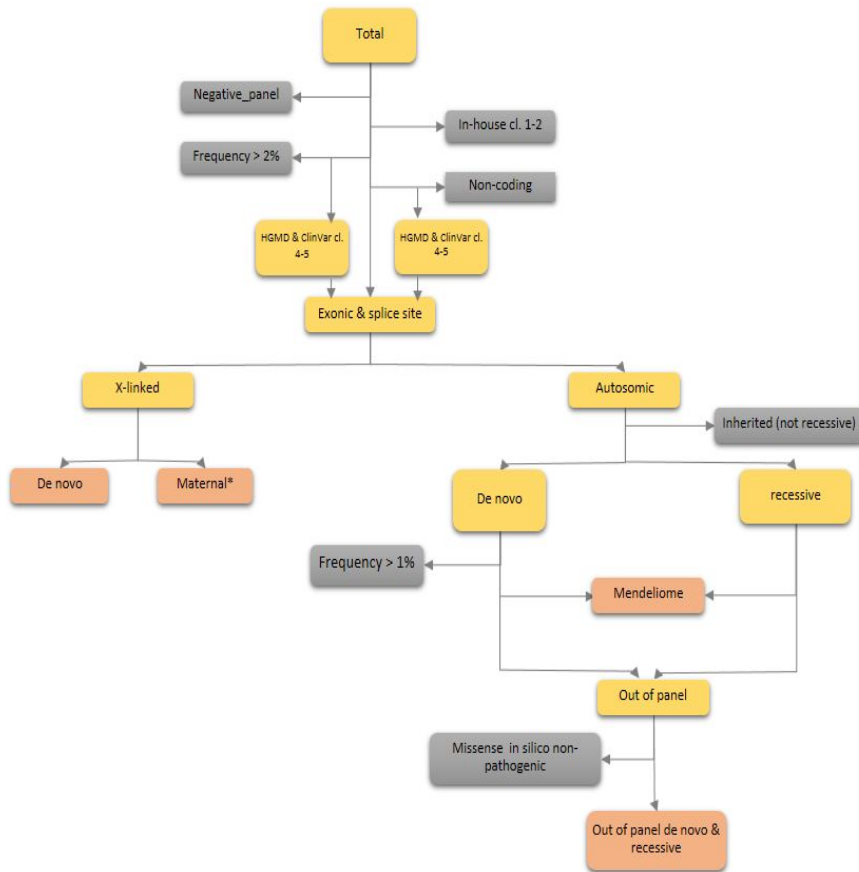 Total
Negative_panel
In-house cl. 1-2
Frequency > 2%
Non-coding
HGMD & ClinVar cl.
4-5
HGMD & ClinVar cl.
4-5
Exonic & splice site
X-linked
Autosomic
Inherited (not recessive)
De novo
Maternal*
De novo
recessive
Frequency > 1%
Mendeliome
Out of panel
Missense in silico non-
pathogenic
Out of panel de novo &
recessive